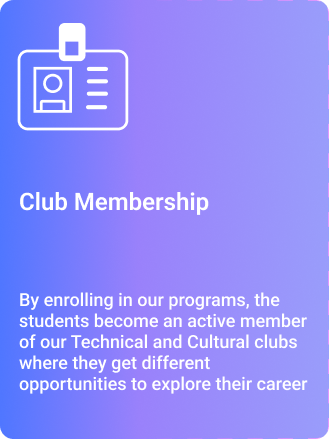 Club Membership
By enrolling in our programs, the
students become an active member
of our Technical and Cultural clubs
where they get different
opportunities to explore their career